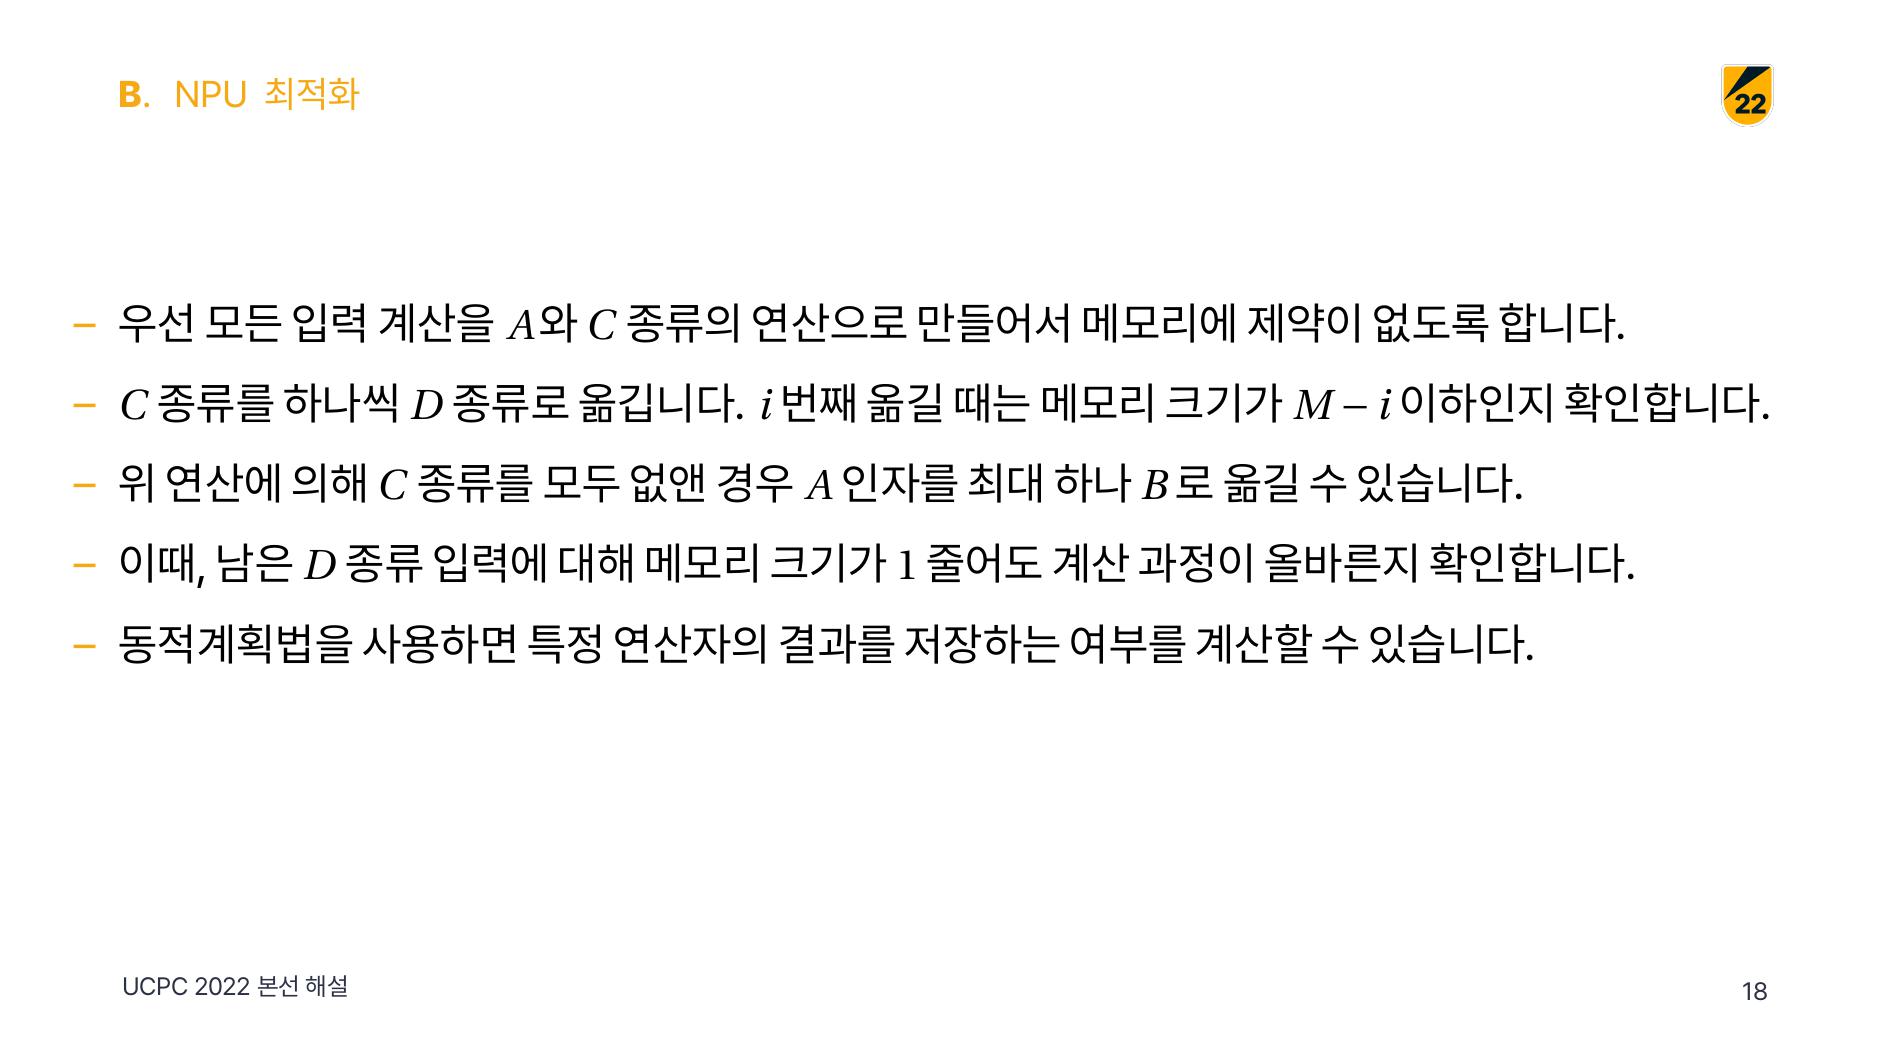 B. NPU 최적화
22
– 우선 모든 입력 계산을 A와 C 종류의 연산으로 만들어서 메모리에 제약이 없도록 합니다.
– C 종류를 하나씩 D 종류로 옮깁니다. i 번째 옮길 때는 메모리 크기가 M – i 이하인지 확인합니다.
– 위 연산에 의해 C 종류를 모두 없앤 경우 A 인자를 최대 하나 B 로 옮길 수 있습니다.
– 이때, 남은 D 종류 입력에 대해 메모리 크기가 1 줄어도 계산 과정이 올바른지 확인합니다.
– 동적계획법을 사용하면 특정 연산자의 결과를 저장하는 여부를 계산할 수 있습니다.
UCPC 2022 본선 해설
18